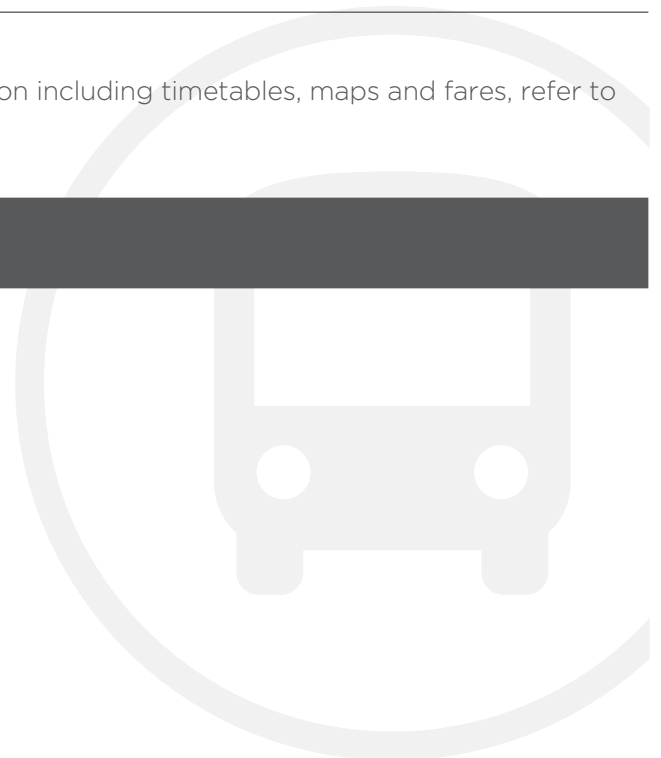 on including timetables, maps and fares, refer to